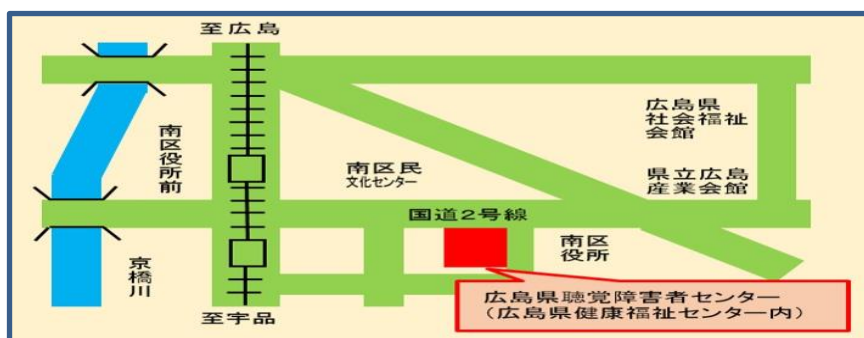 至広島
南区役所前
南区民
文化センター
広島県
社会福祉
会館
県立広島
産業会館
国道2号線
南区
役所
京橋川
至宇品
広島県聴覚障害者センター
（広島県健康福祉センター内）